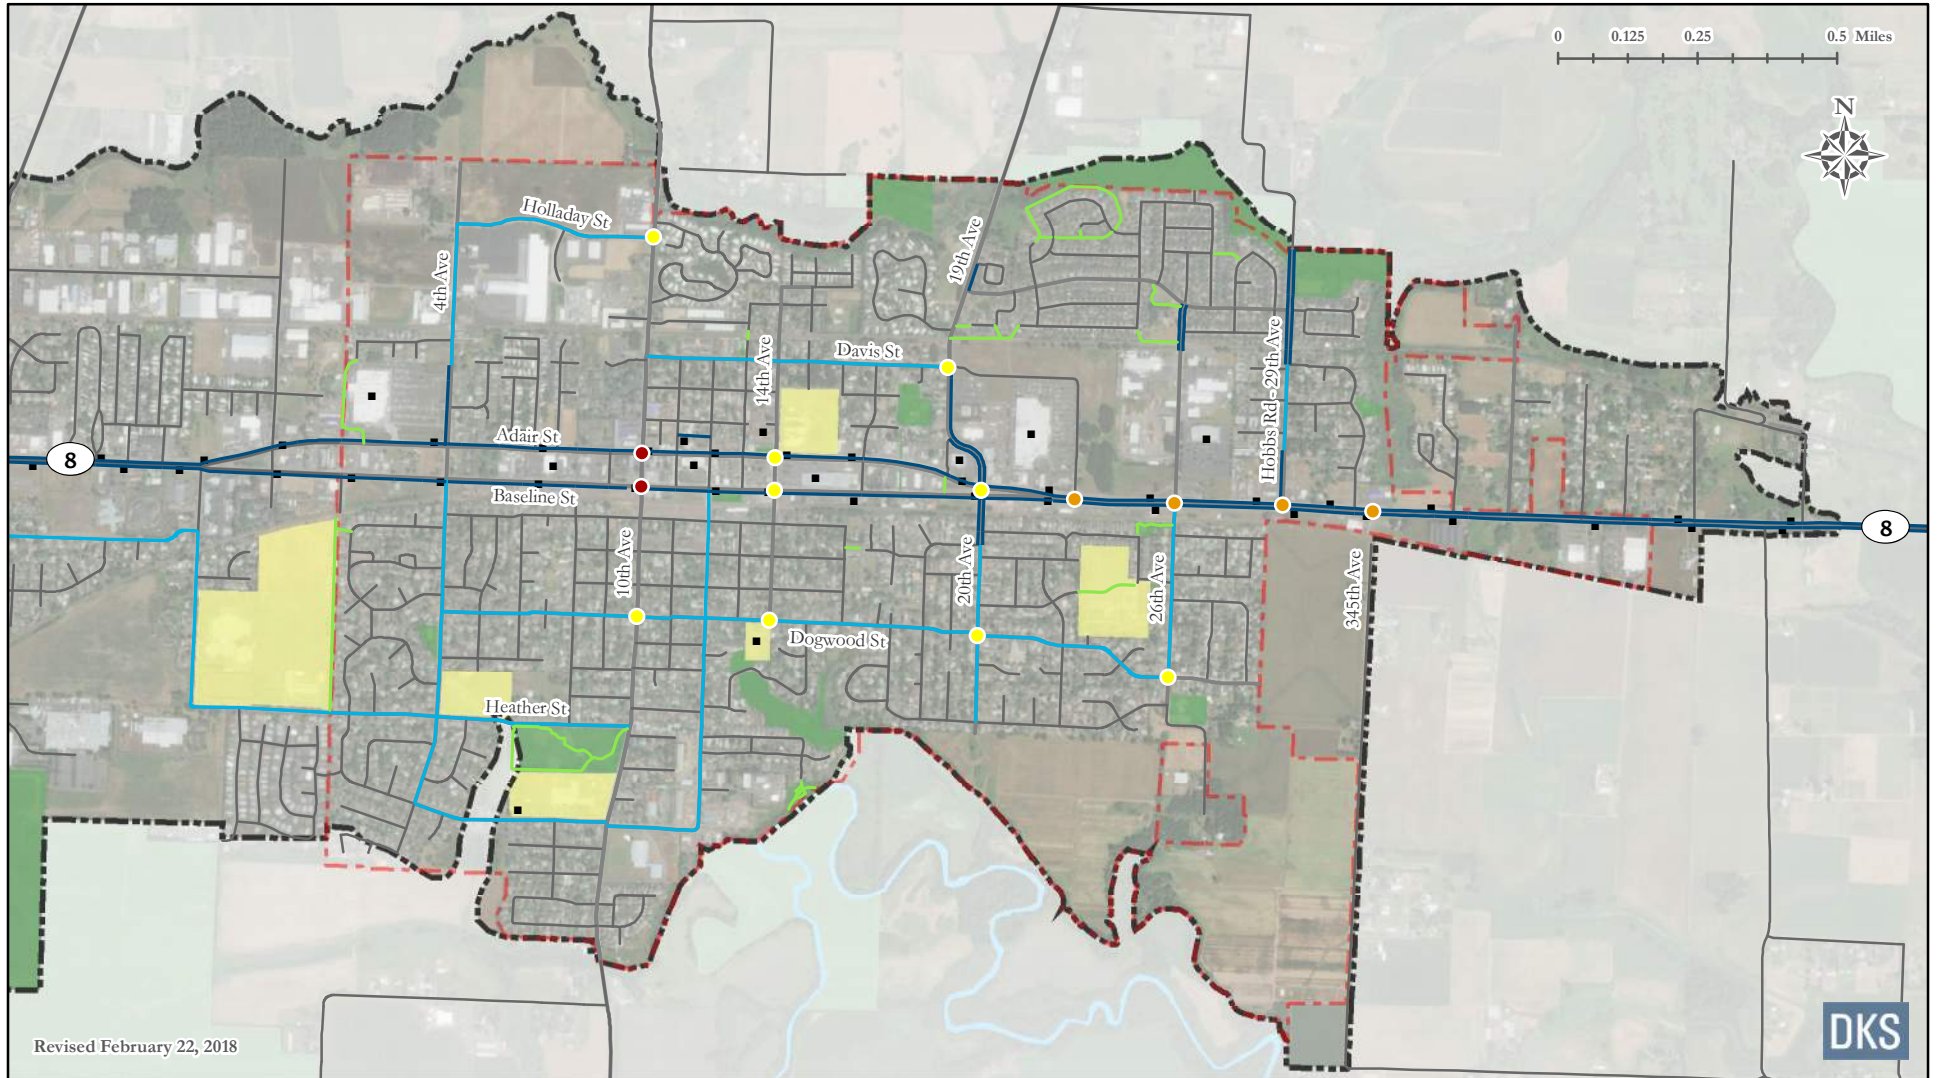 0 0.125 0.25 0.5 Miles
N
Holladay St
19th Ave
4th Ave
Davis St
14th Ave
Hobbs Rd - 29th Ave
Adair St
8
Baseline St
8
10th Ave
20th Ave
26th Ave
345th Ave
Dogwood St
Heather St
Revised February 22, 2018
DKS